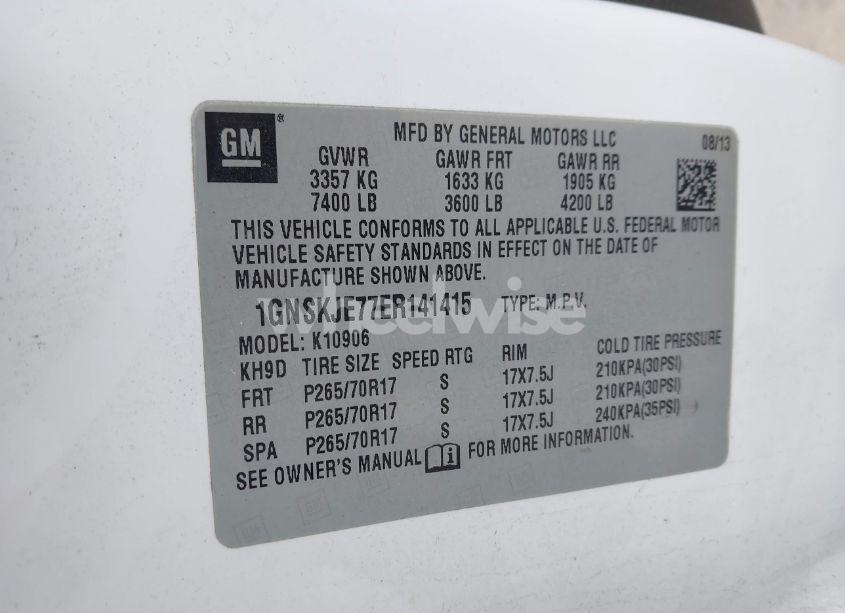 GM®
MFD BY GENERAL MOTORS LLC 08/13
GVWR GAWR FRT GAWR RR
3357 KG 1633 KG 1905 KG
7400 LB 3600 LB 4200 LB
THIS VEHICLE CONFORMS TO ALL APPLICABLE U.S. FEDERAL MOTOR
VEHICLE SAFETY STANDARDS IN EFFECT ON THE DATE OF
MANUFACTURE SHOWN ABOVE.
1GNSKJE77ER141415 TYPE: M.P.V.
wheelwise
MODEL: K10906
KH9D TIRE SIZE SPEED RTG RIM COLD TIRE PRESSURE
FRT P265/70R17 S 17X7.5J 210KPA(30PSI)
RR P265/70R17 S 17X7.5J 210KPA(30PSI)
SPA P265/70R17 S 17X7.5J 240KPA(35PSI)
SEE OWNER'S MANUAL i FOR MORE INFORMATION.